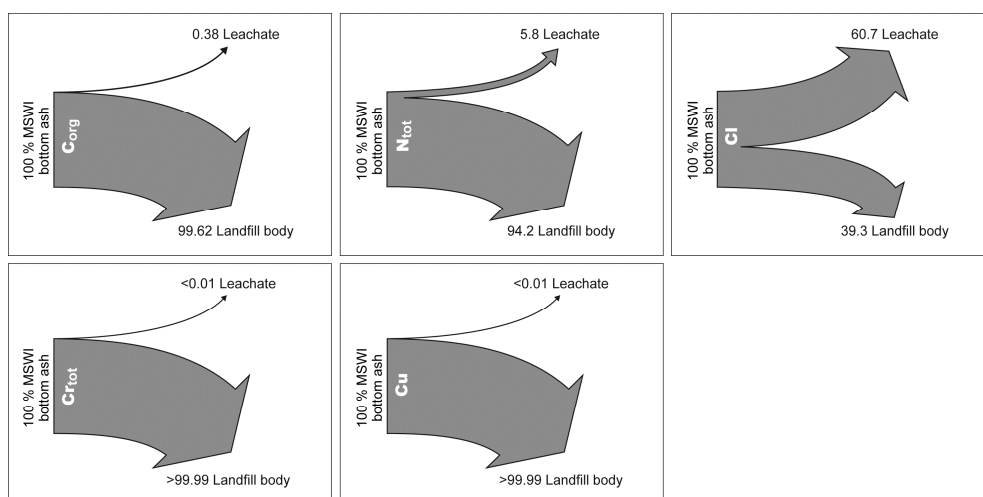 0.38 Leachate
100 % MSWI
bottom ash
Corg
99.62 Landfill body
5.8 Leachate
100 % MSWI
bottom ash
Ntot
94.2 Landfill body
60.7 Leachate
100 % MSWI
bottom ash
Cl
39.3 Landfill body
<0.01 Leachate
100 % MSWI
bottom ash
Crtot
>99.99 Landfill body
<0.01 Leachate
100 % MSWI
bottom ash
Cu
>99.99 Landfill body